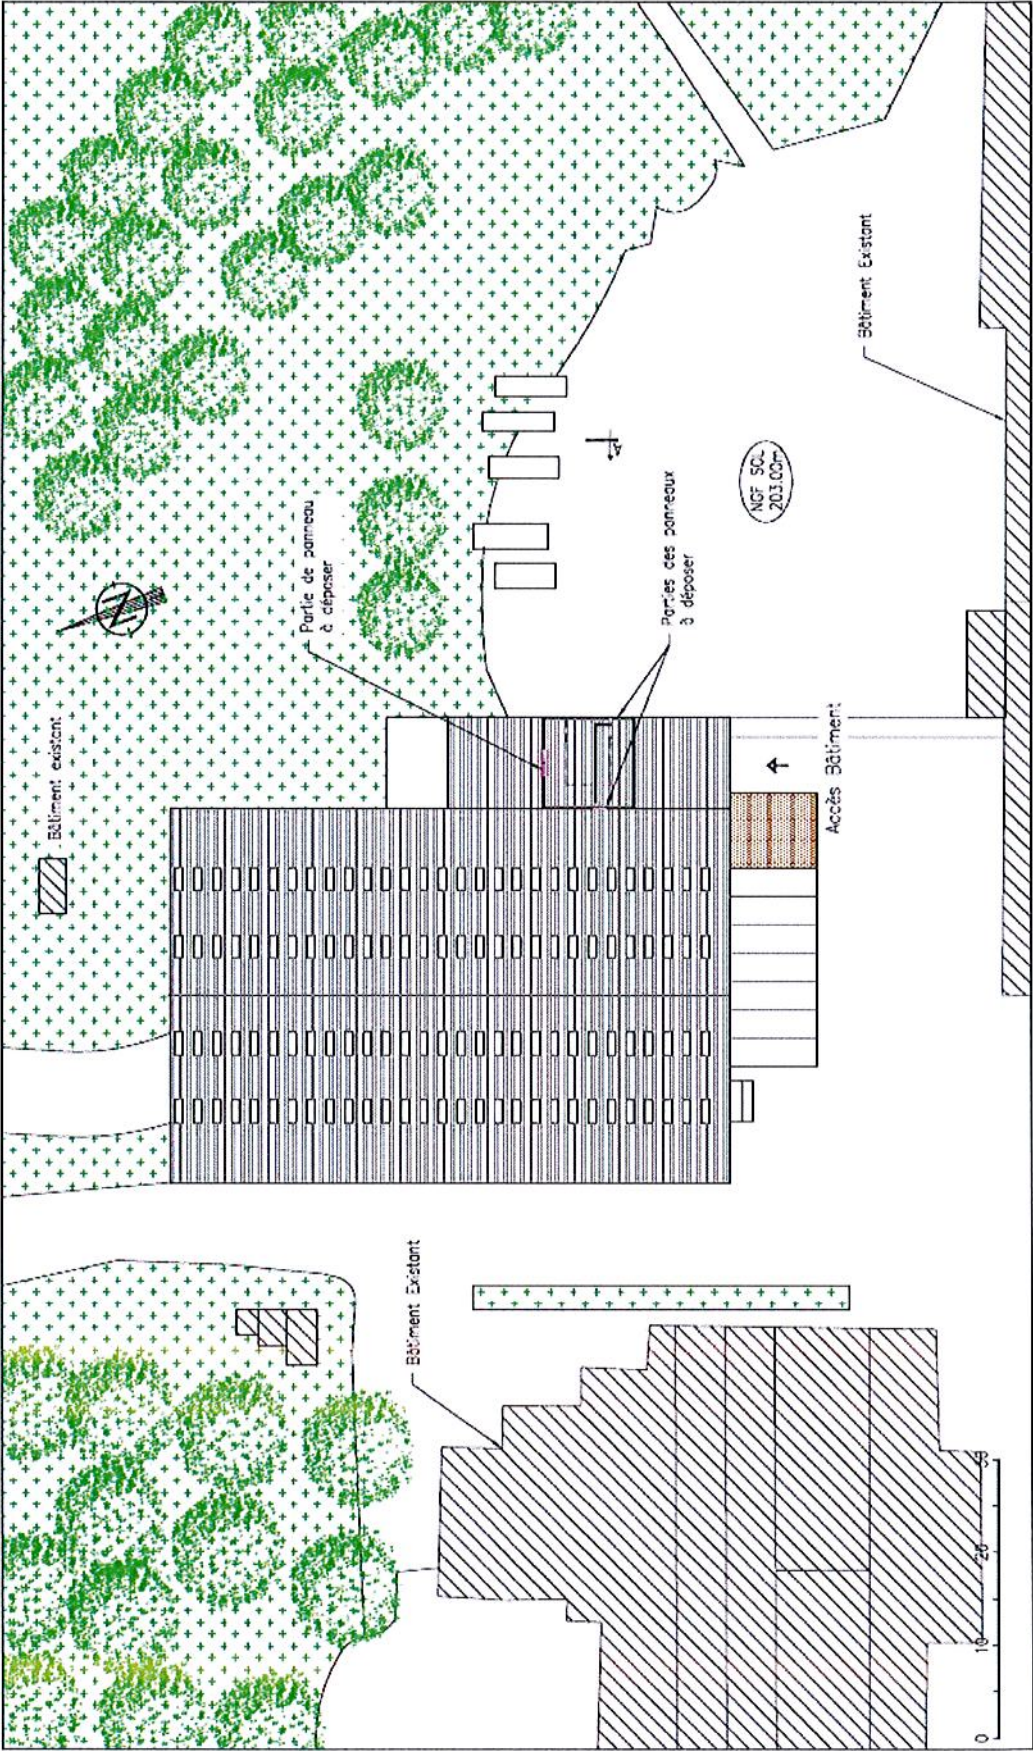 Bâtiment existant
N
Partie de panneau
à déposer
Parties des panneaux
à déposer
NGF SOL
203.00m
Bâtiment Existant
Accès Bâtiment
Bâtiment Existant
0
10
20
30